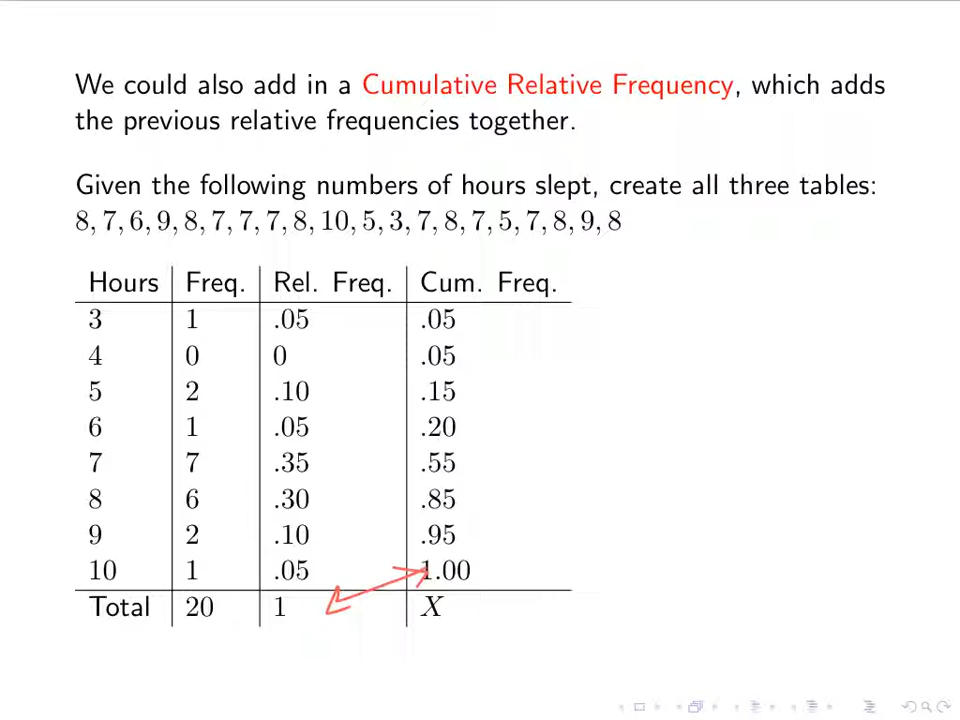 We could also add in a Cumulative Relative Frequency, which adds
the previous relative frequencies together.
Given the following numbers of hours slept, create all three tables:
8, 7, 6, 9, 8, 7, 7, 7, 8, 10, 5, 3, 7, 8, 7, 5, 7, 8, 9, 8
Hours Freq. Rel. Freq. Cum. Freq.
3 1 .05 .05
4 0 0 .05
5 2 .10 .15
6 1 .05 .20
7 7 .35 .55
8 6 .30 .85
9 2 .10 .95
10 1 .05 1.00
Total 20 1 X